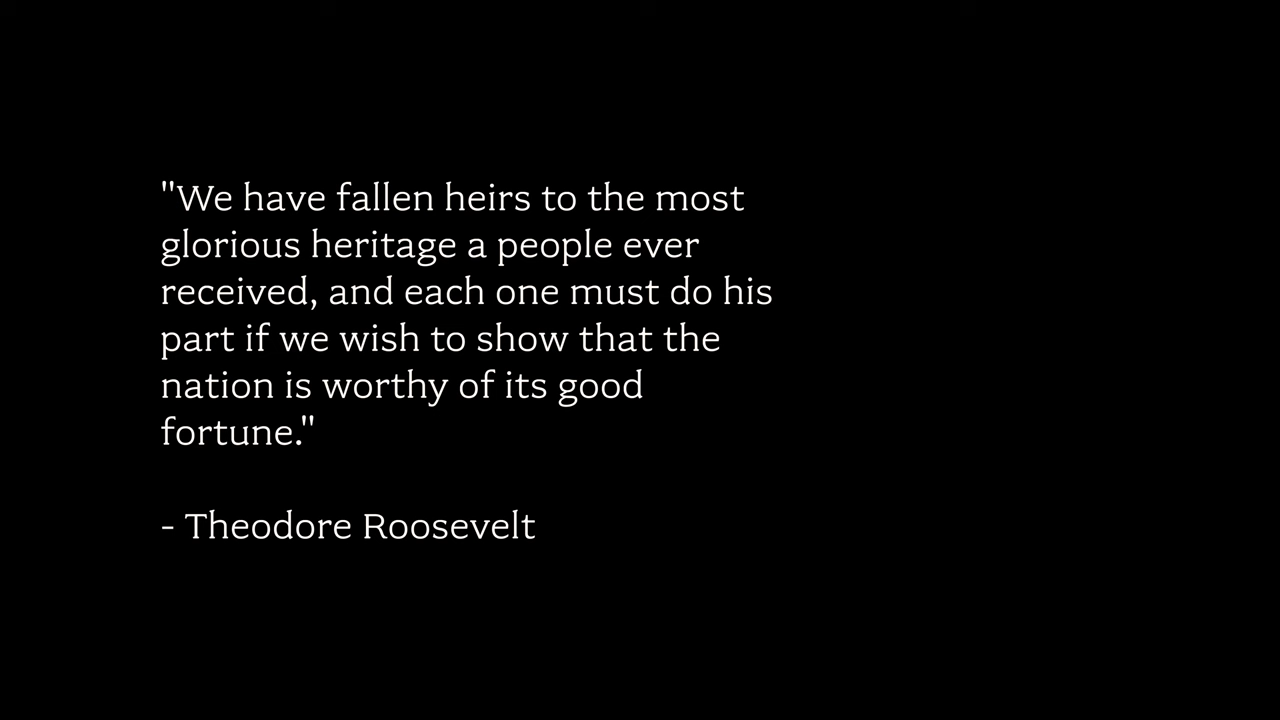 "We have fallen heirs to the most
glorious heritage a people ever
received, and each one must do his
part if we wish to show that the
nation is worthy of its good
fortune."
- Theodore Roosevelt